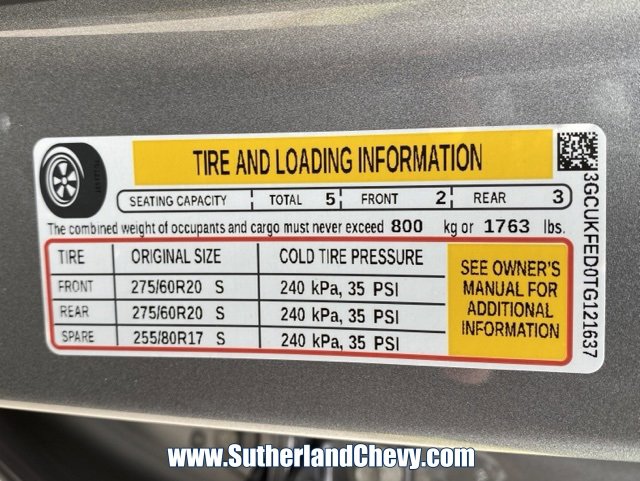 TIRE AND LOADING INFORMATION
SEATING CAPACITY TOTAL 5 FRONT 2 REAR 3
The combined weight of occupants and cargo must never exceed 800 kg or 1763 lbs.
TIRE ORIGINAL SIZE COLD TIRE PRESSURE
FRONT 275/60R20 S 240 kPa, 35 PSI
REAR 275/60R20 S 240 kPa, 35 PSI
SPARE 255/80R17 S 240 kPa, 35 PSI
SEE OWNER'S
MANUAL FOR
ADDITIONAL
INFORMATION
3GCUKFED0TG121637
www.SutherlandChevy.com